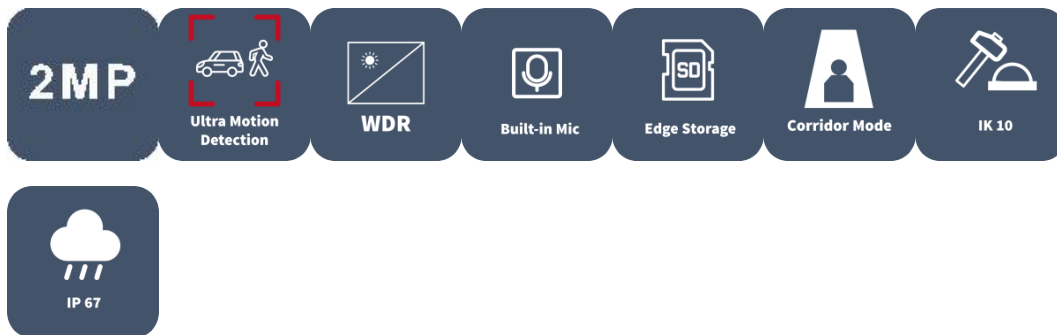 2MP
Ultra Motion
Detection
WDR
Built-in Mic
SD
Edge Storage
Corridor Mode
IK 10
IP 67